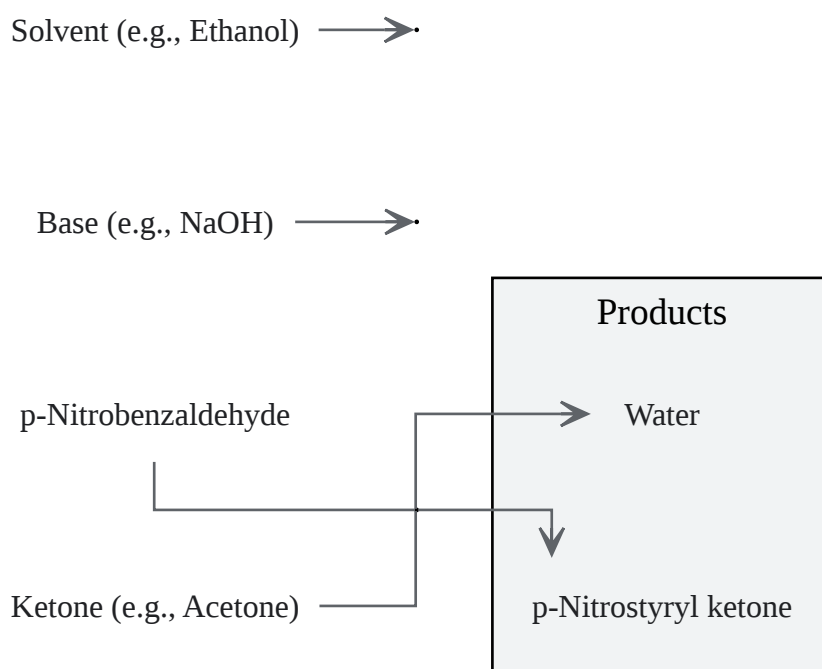 Solvent (e.g., Ethanol)
Base (e.g., NaOH)
Products
p-Nitrobenzaldehyde
Water
Ketone (e.g., Acetone)
p-Nitrostyryl ketone